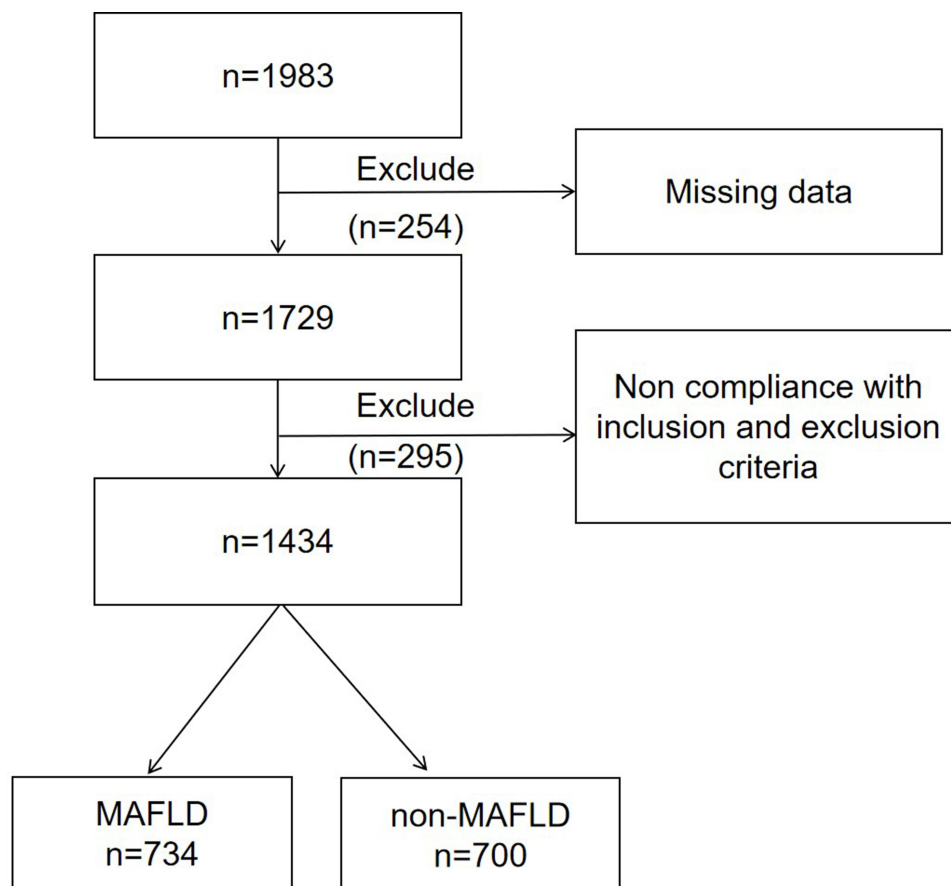 n=1983
Exclude
(n=254)
Missing data
n=1729
Exclude
(n=295)
Non compliance with
inclusion and exclusion
criteria
n=1434
MAFLD
n=734
non-MAFLD
n=700